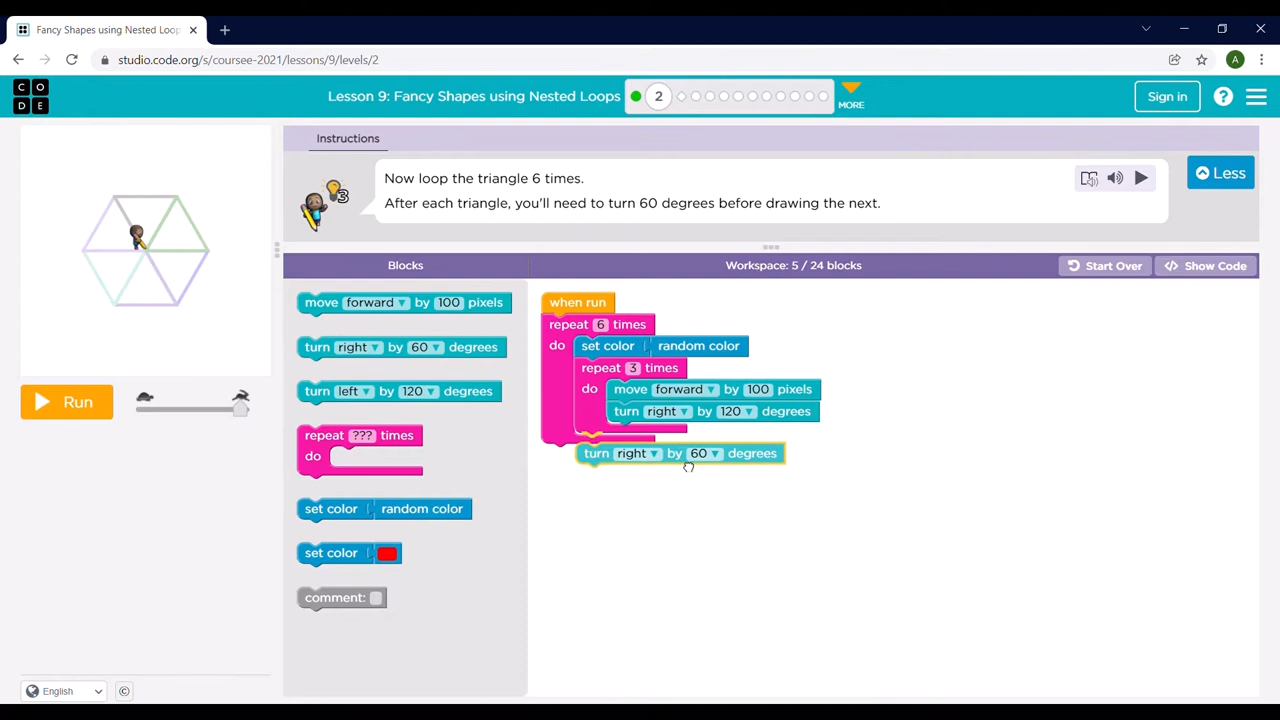 Fancy Shapes using Nested Loop
studio.code.org/s/coursee-2021/lessons/9/levels/2
A
C O
D E
Lesson 9: Fancy Shapes using Nested Loops
2
MORE
Sign in
?
Instructions
3
Now loop the triangle 6 times.
After each triangle, you'll need to turn 60 degrees before drawing the next.
Less
Blocks
Workspace: 5 / 24 blocks
Start Over
Show Code
move forward by 100 pixels
turn right by 60 degrees
turn left by 120 degrees
repeat ??? times
do
set color random color
set color
comment:
when run
repeat 6 times
do set color random color
repeat 3 times
do move forward by 100 pixels
turn right by 120 degrees
turn right by 60 degrees
Run
English
©